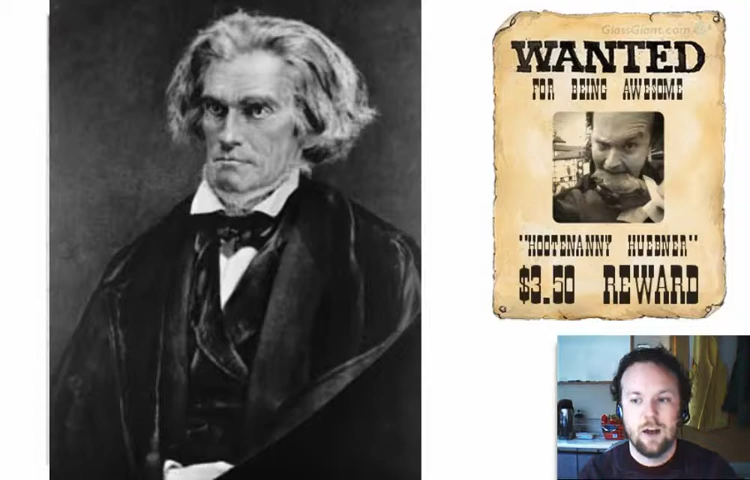 GlassGiant.com
WANTED
FOR BEING AWESOME
"HOOTENANNY HUEBNER"
$3.50 REWARD